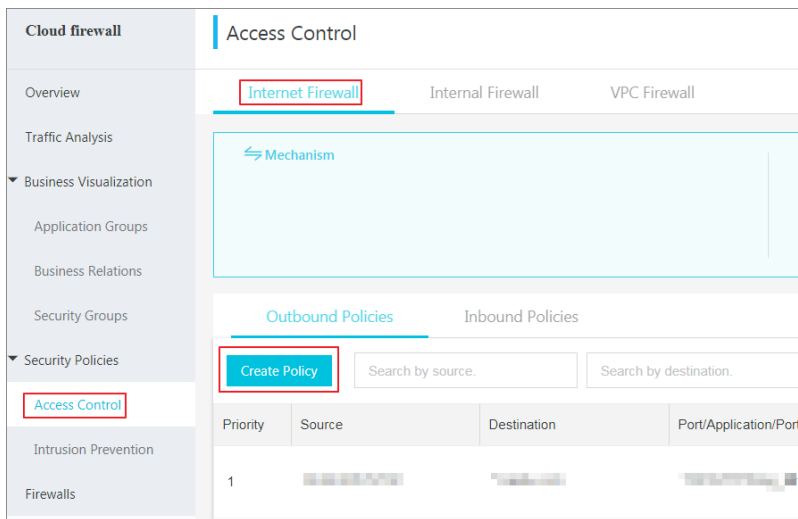 Cloud firewall
Overview
Traffic Analysis
Business Visualization
Application Groups
Business Relations
Security Groups
Security Policies
Access Control
Intrusion Prevention
Firewalls
Access Control
Internet Firewall Internal Firewall VPC Firewall
Mechanism
Outbound Policies Inbound Policies
Create Policy Search by source. Search by destination.
Priority Source Destination Port/Application/Port
1